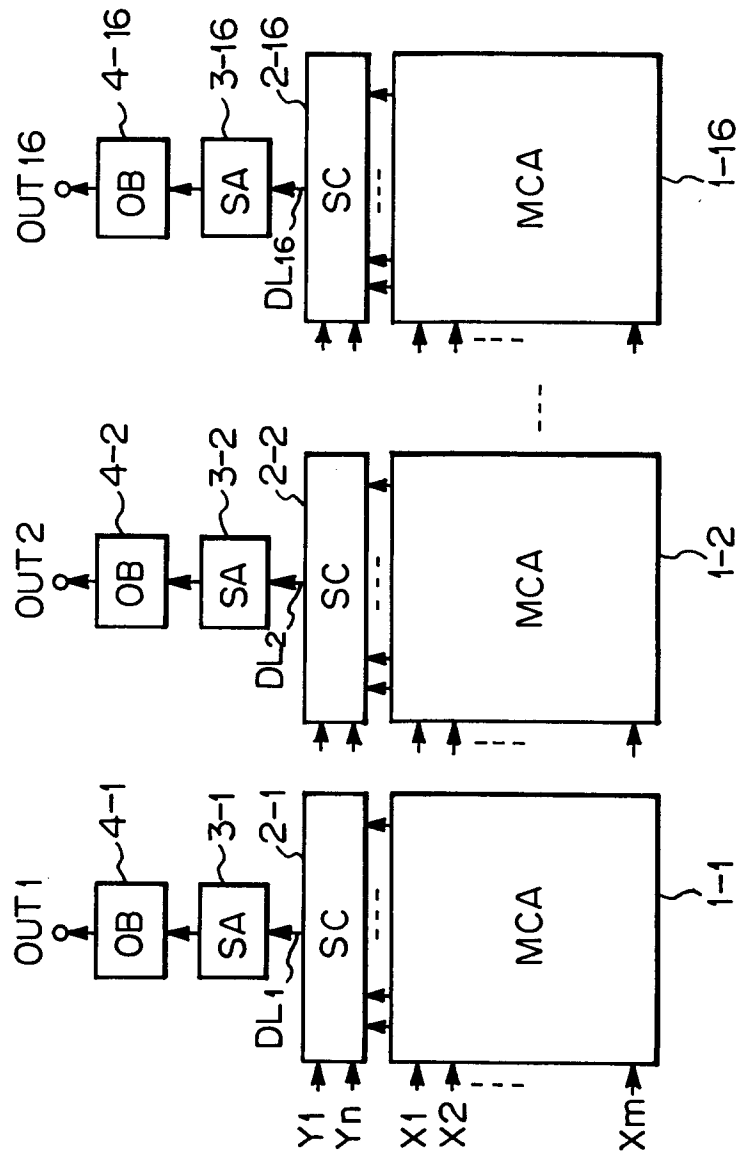 OUT1
OUT2
OUT16
OB
4-1
OB
4-2
OB
4-16
SA
3-1
SA
3-2
SA
3-16
DL1
2-1
DL2
2-2
DL16
2-16
Y1
Yn
SC
SC
SC
X1
X2
Xm
MCA
MCA
MCA
1-1
1-2
1-16